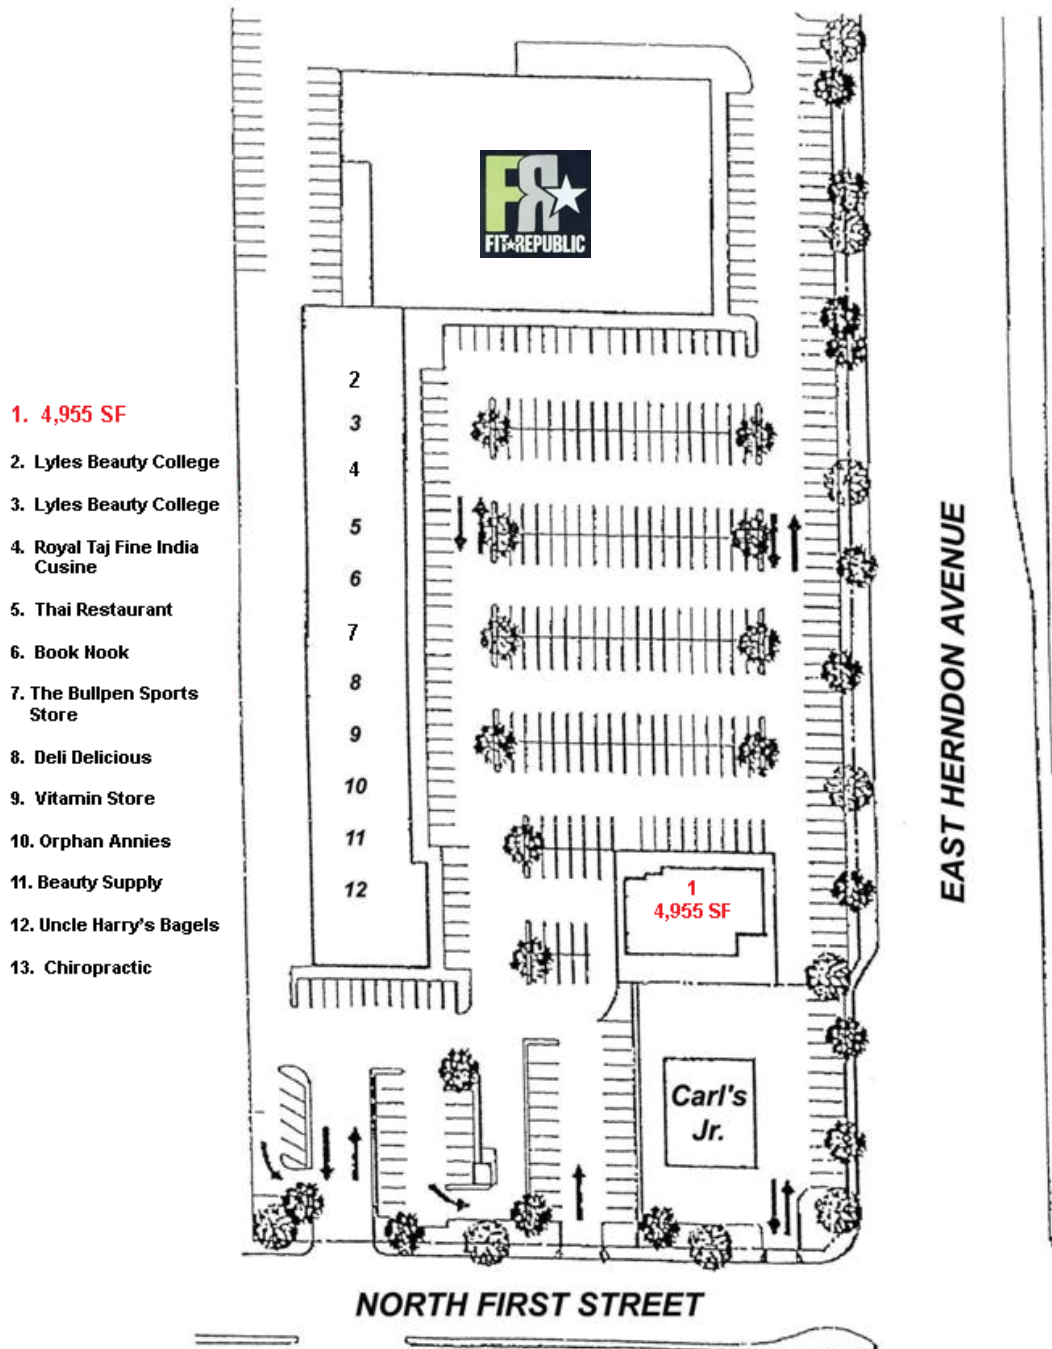 FR
FIT★REPUBLIC
1. 4,955 SF
2. Lyles Beauty College
3. Lyles Beauty College
4. Royal Taj Fine India
Cusine
5. Thai Restaurant
6. Book Nook
7. The Bullpen Sports
Store
8. Deli Delicious
9. Vitamin Store
10. Orphan Annies
11. Beauty Supply
12. Uncle Harry's Bagels
13. Chiropractic
2
3
4
5
6
7
8
9
10
11
12
1
4,955 SF
Carl's
Jr.
EAST HERNDON AVENUE
NORTH FIRST STREET